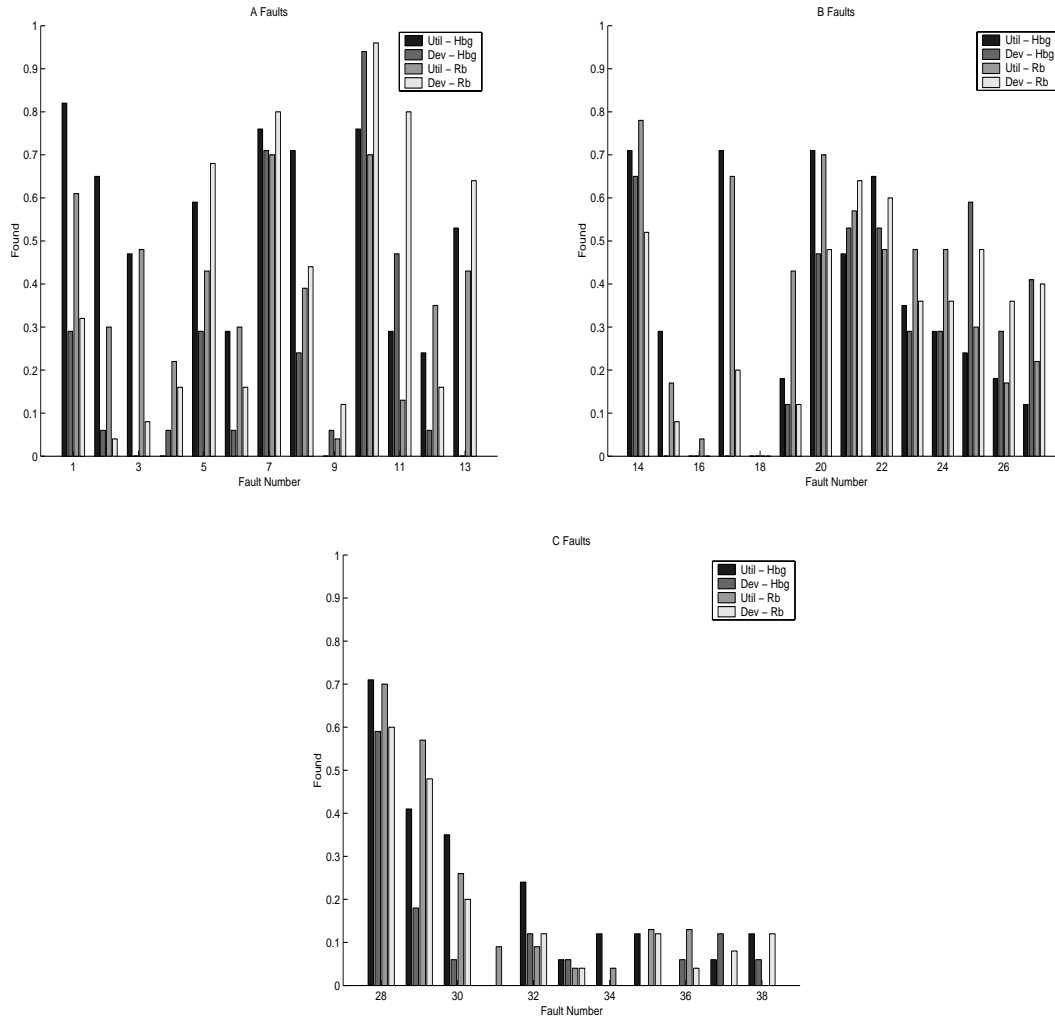 A Faults
1
0.9
0.8
0.7
0.6
0.5
0.4
0.3
0.2
0.1
0
Found
Util – Hbg
Dev – Hbg
Util – Rb
Dev – Rb
1 3 5 7 9 11 13
Fault Number
B Faults
1
0.9
0.8
0.7
0.6
0.5
0.4
0.3
0.2
0.1
0
Found
Util – Hbg
Dev – Hbg
Util – Rb
Dev – Rb
14 16 18 20 22 24 26
Fault Number
C Faults
1
0.9
0.8
0.7
0.6
0.5
0.4
0.3
0.2
0.1
0
Found
Util – Hbg
Dev – Hbg
Util – Rb
Dev – Rb
28 30 32 34 36 38
Fault Number